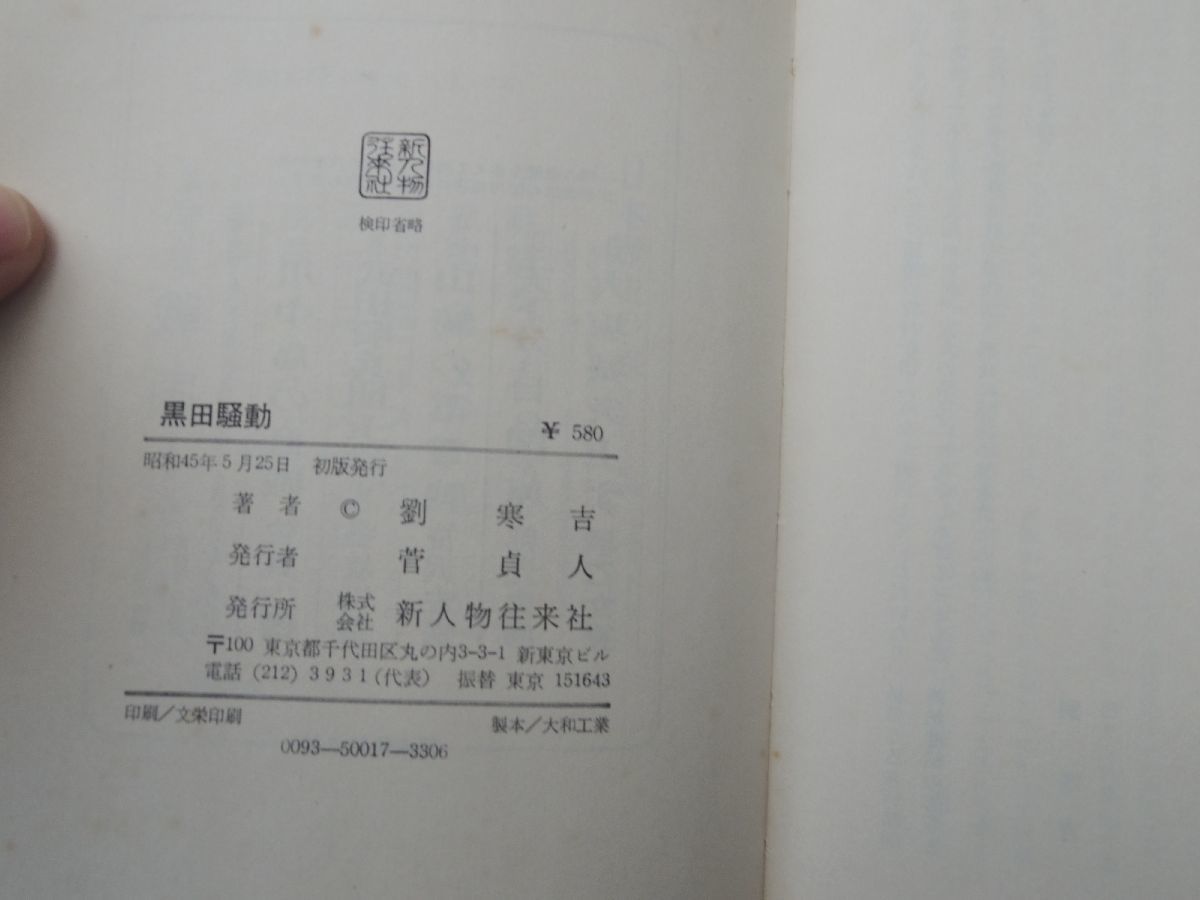 新人物
往来社
検印省略
黒田騒動 ¥ 580
昭和45年5月25日 初版発行
著者 © 劉寒吉
発行者 菅貞人
発行所 株式会社 新人物往来社
〒100 東京都千代田区丸の内3-3-1 新東京ビル
電話 (212) 3931(代表) 振替 東京 151643
印刷/文栄印刷 製本/大和工業
0093—50017—3306